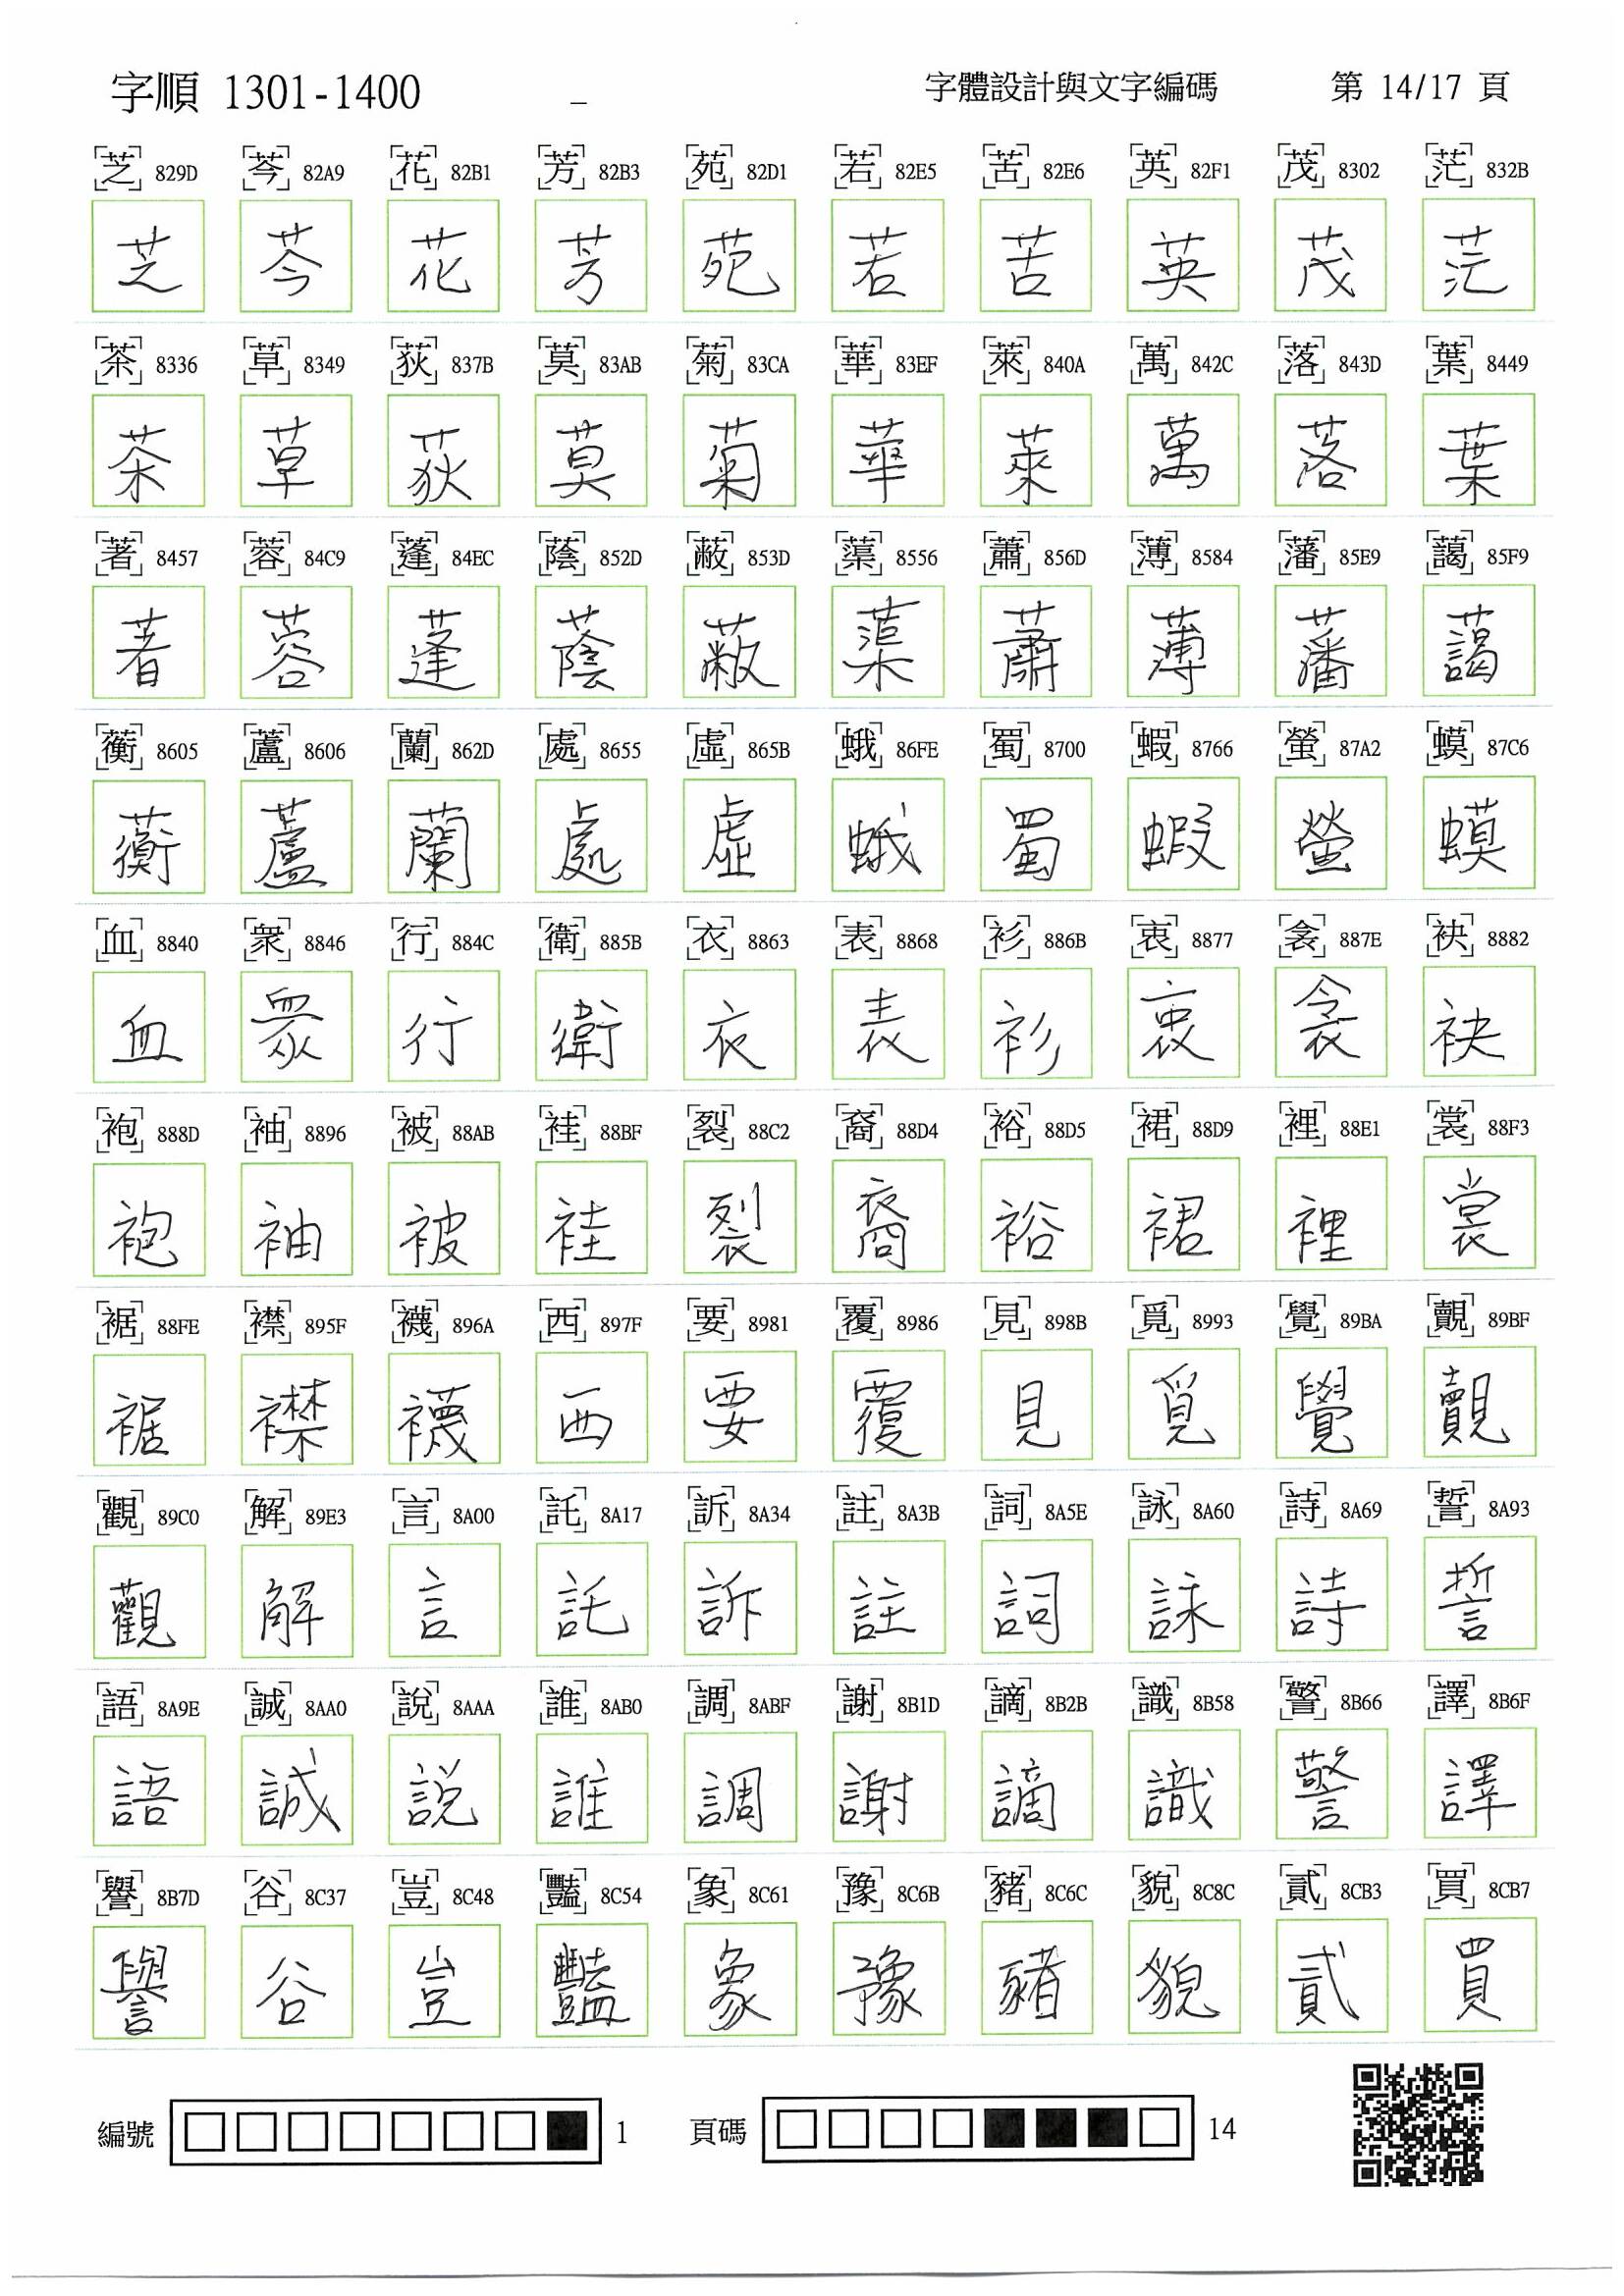 字順 1301-1400 _ 字體設計與文字編碼 第 14/17 頁
芝 829D 芩 82A9 花 82B1 芳 82B3 苑 82D1 若 82E5 苦 82E6 英 82F1 茂 8302 茫 832B
芝 芩 花 芳 苑 若 苦 英 茂 茫
茶 8336 草 8349 荻 837B 莫 83AB 菊 83CA 華 83EF 萊 840A 萬 842C 落 843D 葉 8449
茶 草 荻 莫 菊 華 萊 萬 落 葉
著 8457 蓉 84C9 蓬 84EC 蔭 852D 蔽 853D 蕖 8556 蕭 856D 薄 8584 藩 85E9 藹 85F9
著 蓉 蓬 蔭 蔽 蕖 蕭 薄 藩 藹
蘅 8605 蘆 8606 蘭 862D 處 8655 虛 865B 蛾 86FE 蜀 8700 蝦 8766 螢 87A2 蟆 87C6
蘅 蘆 蘭 處 虛 蛾 蜀 蝦 螢 蟆
血 8840 衆 8846 行 884C 衛 885B 衣 8863 表 8868 衫 886B 衷 8877 衾 887E 袂 8882
血 衆 行 衛 衣 表 衫 衷 衾 袂
袍 888D 袖 8896 被 88AB 袿 88BF 裂 88C2 裔 88D4 裕 88D5 裙 88D9 裡 88E1 裳 88F3
袍 袖 被 袿 裂 裔 裕 裙 裡 裳
裾 88FE 襟 895F 襪 896A 西 897F 要 8981 覆 8986 見 898B 覓 8993 覺 89BA 覿 89BF
裾 襟 襪 西 要 覆 見 覓 覺 覿
觀 89C0 解 89E3 言 8A00 託 8A17 訴 8A34 註 8A3B 詞 8A5E 詠 8A60 詩 8A69 誓 8A93
觀 解 言 託 訴 註 詞 詠 詩 誓
語 8A9E 誠 8AA0 說 8AAA 誰 8AB0 調 8ABF 謝 8B1D 謫 8B2B 識 8B58 警 8B66 譯 8B6F
語 誠 說 誰 調 謝 謫 識 警 譯
譽 8B7D 谷 8C37 豈 8C48 豔 8C54 象 8C61 豫 8C6B 豬 8C6C 貌 8C8C 貳 8CB3 買 8CB7
譽 谷 豈 豔 象 豫 豬 貌 貳 買
編號 1 頁碼 14